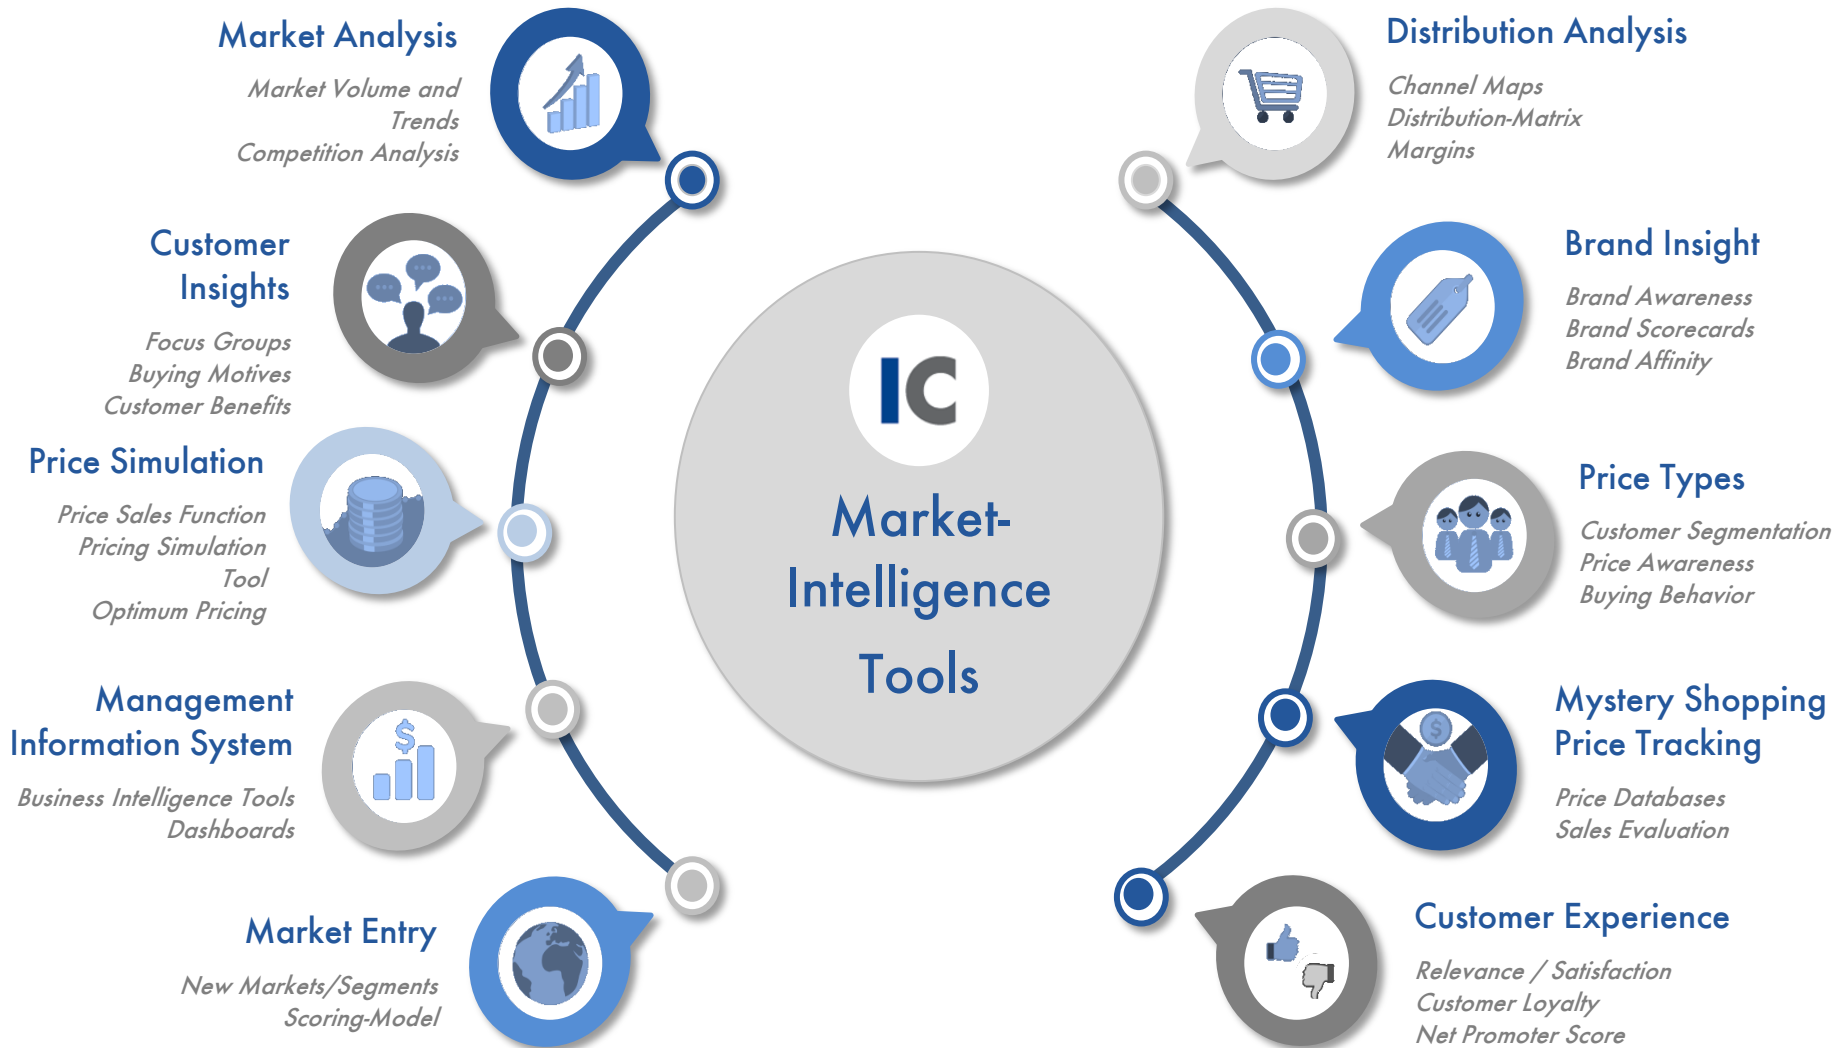 Market Analysis
Market Volume and
Trends
Competition Analysis
Customer
Insights
Focus Groups
Buying Motives
Customer Benefits
Price Simulation
Price Sales Function
Pricing Simulation
Tool
Optimum Pricing
Management
Information System
$
Business Intelligence Tools
Dashboards
Market Entry
New Markets/Segments
Scoring-Model
IC
Market-
Intelligence
Tools
Distribution Analysis
Channel Maps
Distribution-Matrix
Margins
Brand Insight
Brand Awareness
Brand Scorecards
Brand Affinity
Price Types
Customer Segmentation
Price Awareness
Buying Behavior
Mystery Shopping
Price Tracking
$
Price Databases
Sales Evaluation
Customer Experience
Relevance / Satisfaction
Customer Loyalty
Net Promoter Score